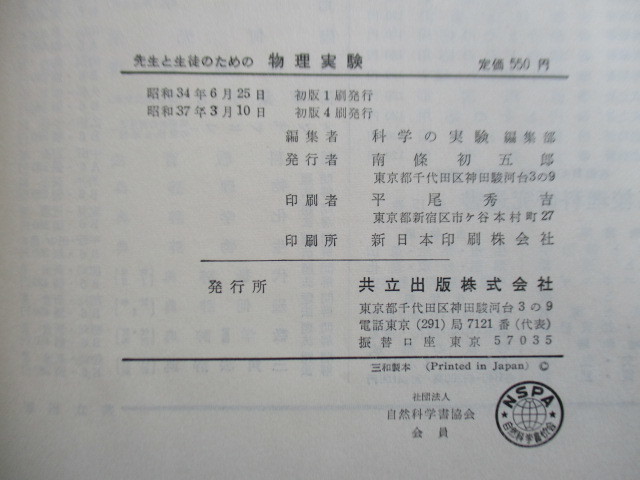 先生と生徒のための 物理実験 定価 550 円
昭和34年6月25日 初版1刷発行
昭和37年3月10日 初版4刷発行
編集者 科学の実験 編集部
発行者 南條初五郎
東京都千代田区神田駿河台3の9
印刷者 平尾秀吉
東京都新宿区市ヶ谷本村町27
印刷所 新日本印刷株会社
発行所 共立出版株式会社
東京都千代田区神田駿河台3の9
電話東京 (291) 局 7121 番 (代表)
振替口座 東京 57035
三和製本 (Printed in Japan) ©
社団法人
自然科学書協会
会員
NSPA
自然科学書協会